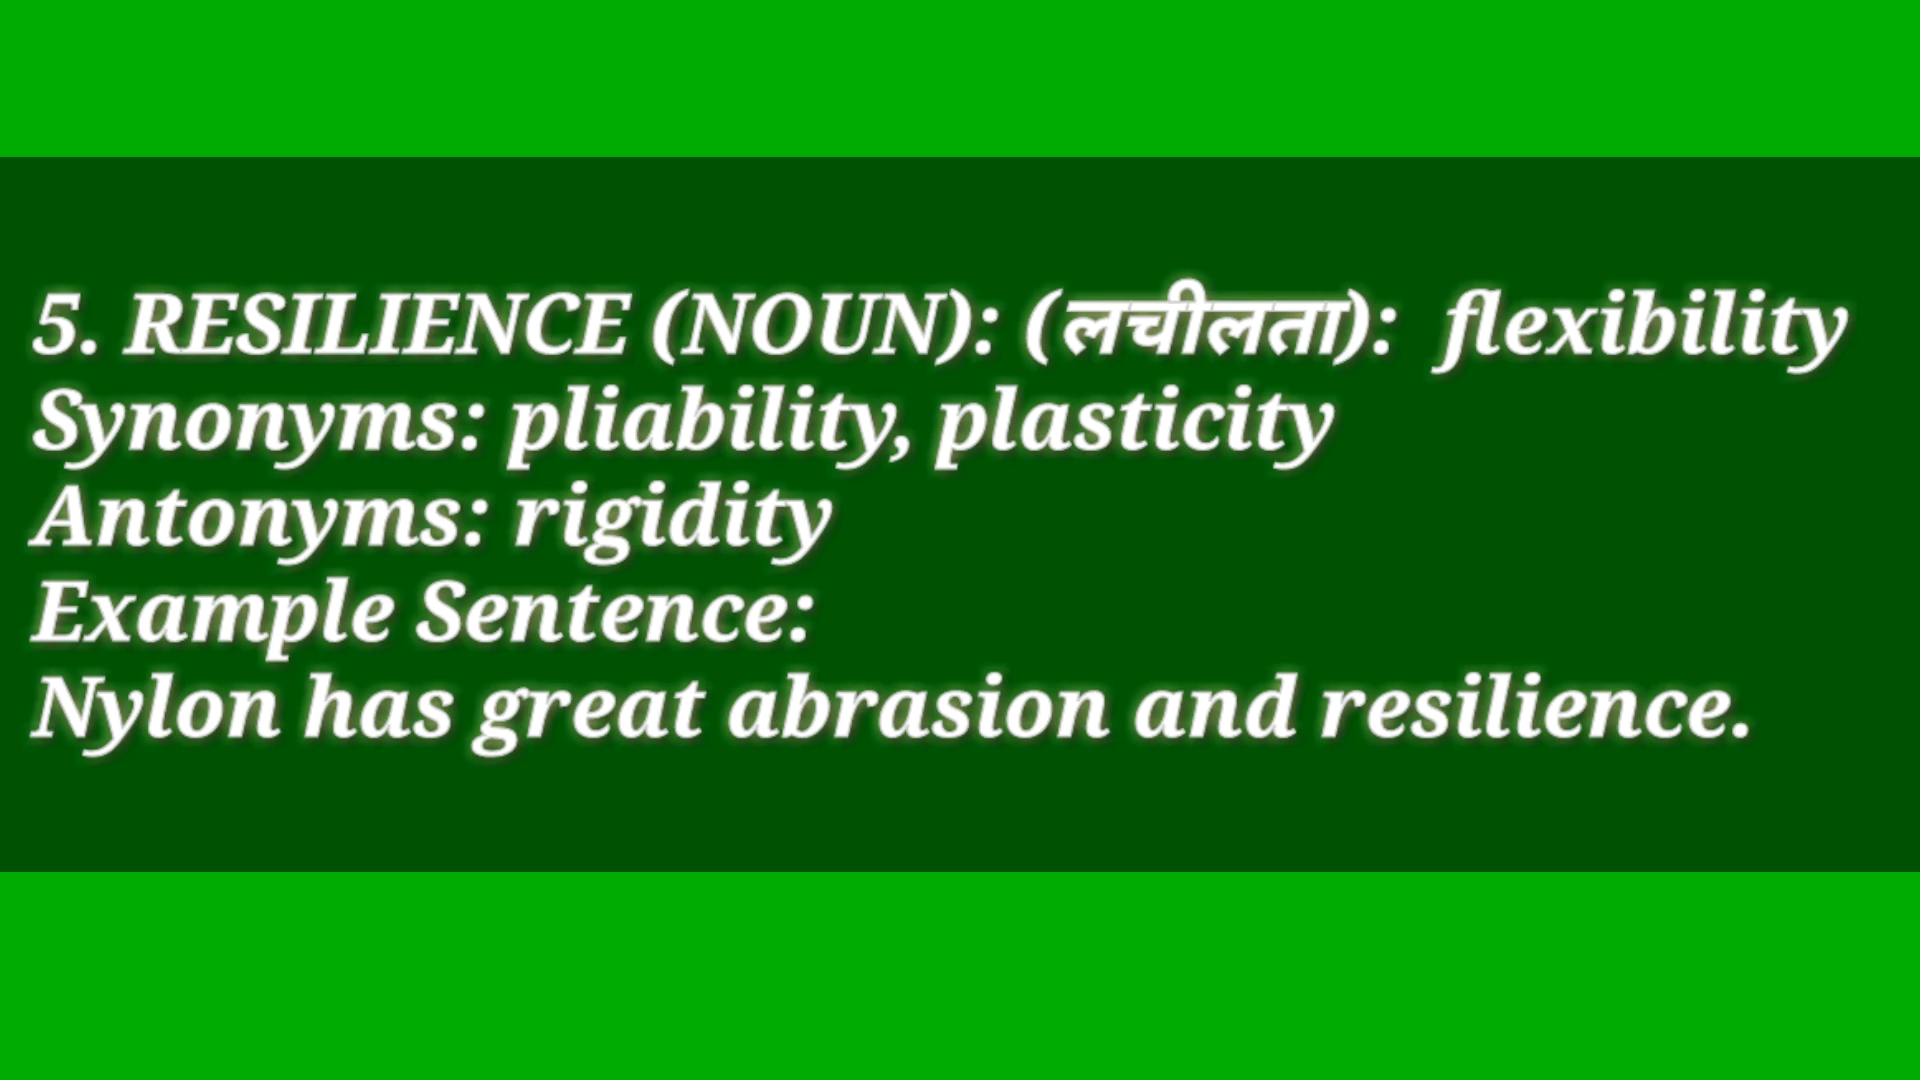 5. RESILIENCE (NOUN): (लचीलता): flexibility
Synonyms: pliability, plasticity
Antonyms: rigidity
Example Sentence:
Nylon has great abrasion and resilience.